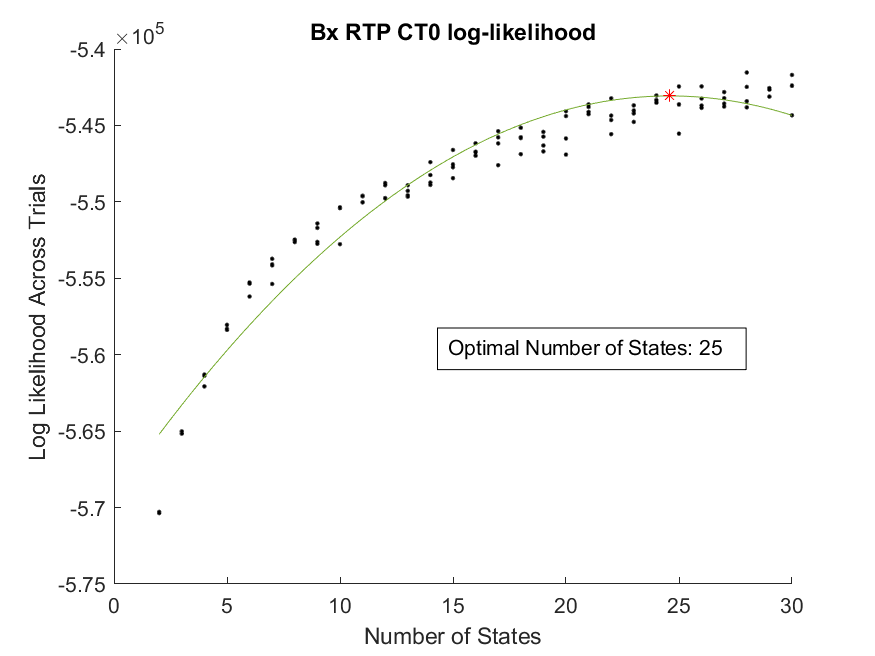 Bx RTP CT0 log-likelihood
×10⁵
-5.4
-5.45
-5.5
-5.55
-5.6
-5.65
-5.7
-5.75
Log Likelihood Across Trials
Optimal Number of States: 25
0 5 10 15 20 25 30
Number of States